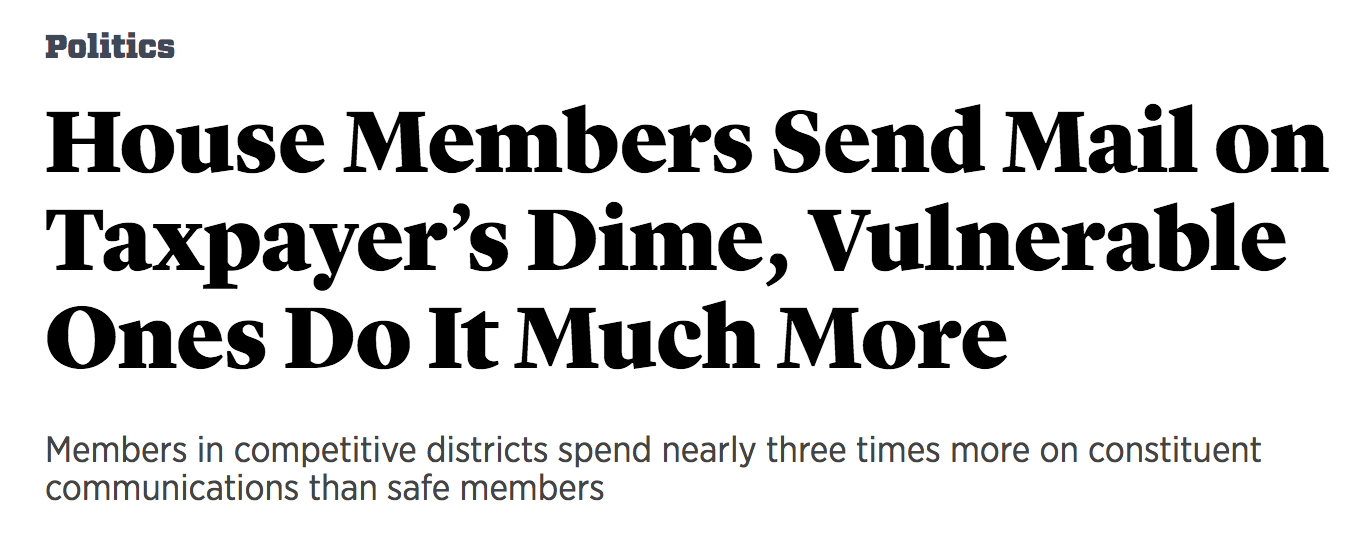 Politics
House Members Send Mail on
Taxpayer’s Dime, Vulnerable
Ones Do It Much More
Members in competitive districts spend nearly three times more on constituent
communications than safe members